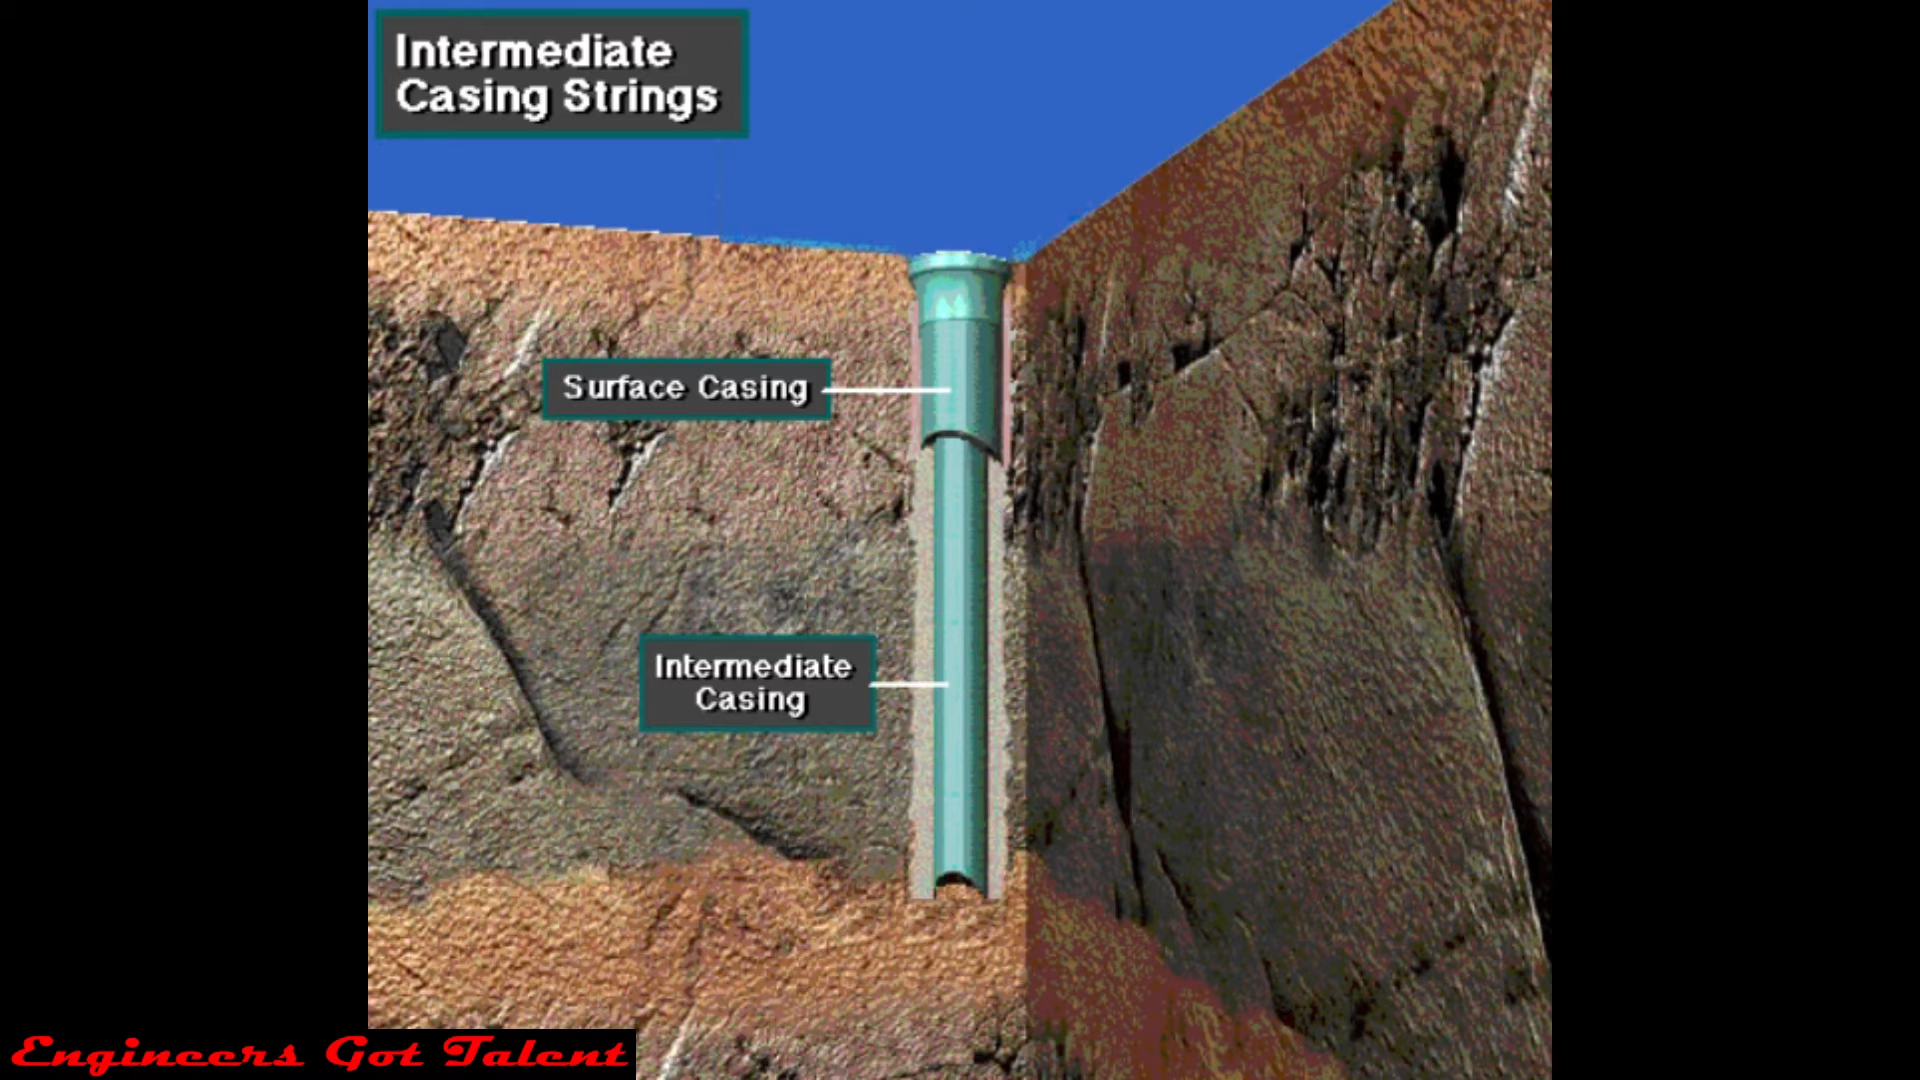 Intermediate
Casing Strings
Surface Casing
Intermediate
Casing
Engineers Got Talent